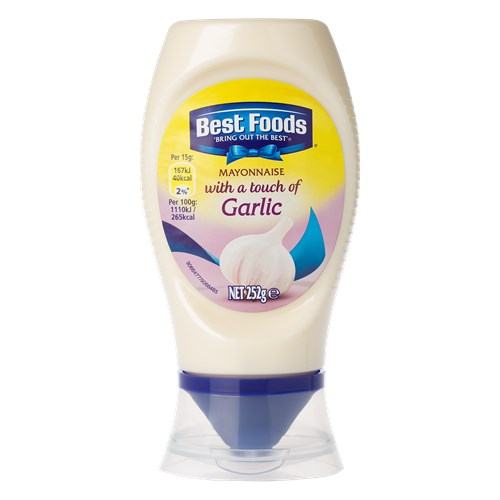 Best Foods
'BRING OUT THE BEST'®
MAYONNAISE
with a touch of
Garlic
Per 15g:
167kJ
40kcal
2%*
Per 100g:
1110kJ /
265kcal
NET 252g e